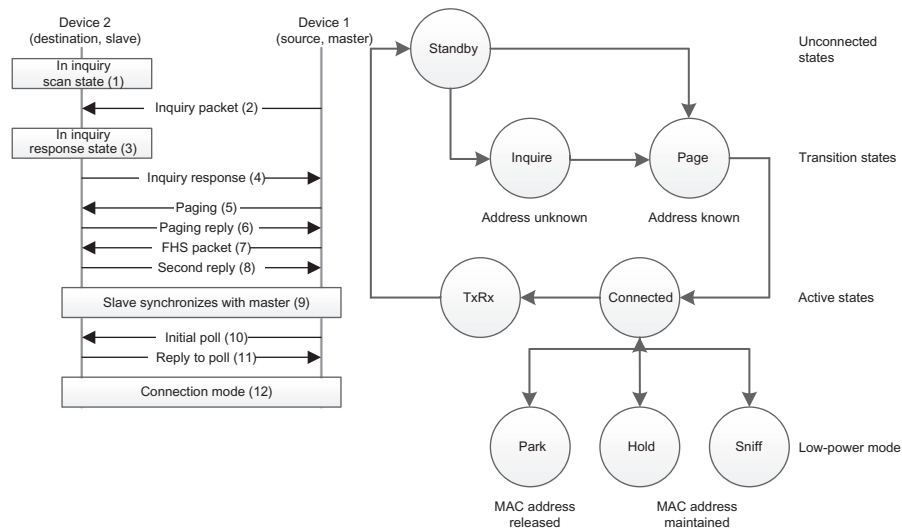 Device 2
(destination, slave)
Device 1
(source, master)
In inquiry
scan state (1)
Inquiry packet (2)
In inquiry
response state (3)
Inquiry response (4)
Paging (5)
Paging reply (6)
FHS packet (7)
Second reply (8)
Slave synchronizes with master (9)
Initial poll (10)
Reply to poll (11)
Connection mode (12)
Standby
Unconnected
states
Inquire
Page
Transition states
Address unknown
Address known
TxRx
Connected
Active states
Park
Hold
Sniff
Low-power mode
MAC address
released
MAC address
maintained